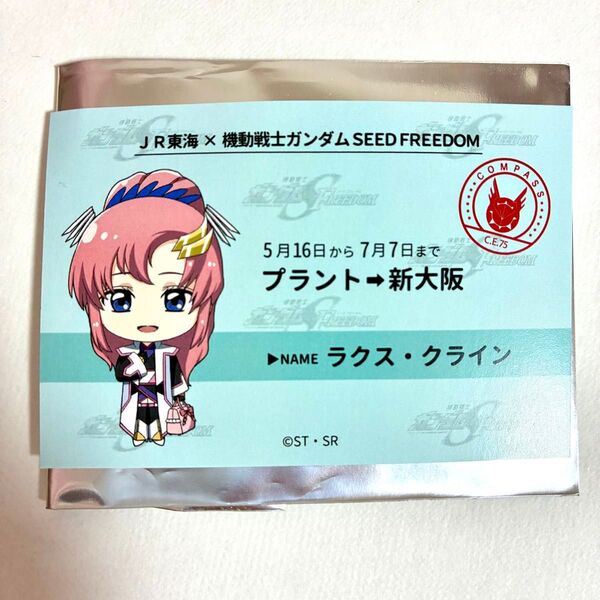 JR東海 × 機動戦士ガンダム SEED FREEDOM
COMPASS
C.E.75
5月16日から 7月7日まで
プラント➡新大阪
▶NAME ラクス・クライン
©ST・SR